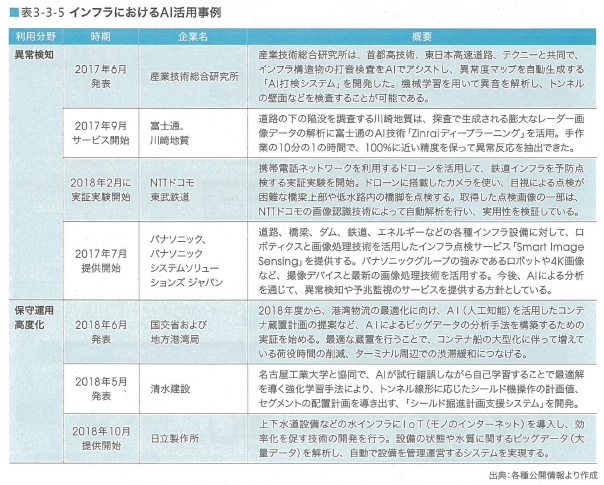 ■表3-3-5 インフラにおけるAI活用事例
利用分野 時期 企業名 概要
異常検知
2017年6月
発表
産業技術総合研究所
産業技術総合研究所は、首都高技術、東日本高速道路、テクニーと共同で、
インフラ構造物の打音検査をAIでアシストし、異常度マップを自動生成する
「AI打検システム」を開発した。機械学習を用いて異音を解析し、トンネル
の壁面などを検査することが可能である。
2017年9月
サービス開始
富士通、
川崎地質
道路の下の陥没を調査する川崎地質は、探査で生成される膨大なレーダー画
像データの解析に富士通のAI技術「Zinraiディープラーニング」を活用。手作
業の10分の1の時間で、100%に近い精度を保って異常反応を抽出できた。
2018年2月に
実証実験開始
NTTドコモ
東武鉄道
携帯電話ネットワークを利用するドローンを活用して、鉄道インフラを予防点
検する実証実験を開始。ドローンに搭載したカメラを使い、目視による点検が
困難な橋梁上部や低水路内の橋脚を点検する。取得した点検画像の一部は、
NTTドコモの画像認識技術によって自動解析を行い、実用性を検証している。
2017年7月
提供開始
パナソニック、
パナソニック
システムソリュー
ションズ ジャパン
道路、橋梁、ダム、鉄道、エネルギーなどの各種インフラ設備に対して、ロ
ボティクスと画像処理技術を活用したインフラ点検サービス「Smart Image
Sensing」を提供する。パナソニックグループの強みであるロボットや4K画像
など、撮像デバイスと最新の画像処理技術を活用する。今後、AIによる分析
を通じて、異常検知や予兆監視のサービスを提供する方針としている。
保守運用
高度化
2018年6月
発表
国交省および
地方港湾局
2018年度から、港湾物流の最適化に向け、AI(人工知能)を活用したコンテ
ナ蔵置計画の提案など、AIによるビッグデータの分析手法を構築するための
実証を始める。最適な蔵置を行うことで、コンテナ船の大型化に伴って増えて
いる荷役時間の削減、ターミナル周辺での渋滞緩和につなげる。
2018年5月
発表
清水建設
名古屋工業大学と協同で、AIが試行錯誤しながら自己学習することで最適解
を導く強化学習手法により、トンネル線形に応じたシールド機操作の計画値、
セグメントの配置計画を導き出す、「シールド掘進計画支援システム」を開発。
2018年10月
提供開始
日立製作所
上下水道設備などの水インフラにIoT(モノのインターネット)を導入し、効
率化を促す技術の開発を行う。設備の状態や水質に関するビッグデータ(大
量データ)を解析し、自動で設備を管理運営するシステムを実現する。
出典:各種公開情報より作成